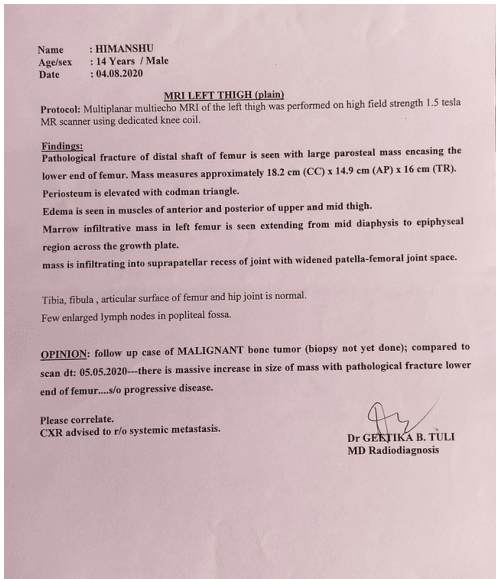 Name : HIMANSHU
Age/sex : 14 Years / Male
Date : 04.08.2020
MRI LEFT THIGH (plain)
Protocol: Multiplanar multiecho MRI of the left thigh was performed on high field strength 1.5 tesla
MR scanner using dedicated knee coil.
Findings:
Pathological fracture of distal shaft of femur is seen with large parosteal mass encasing the
lower end of femur. Mass measures approximately 18.2 cm (CC) x 14.9 cm (AP) x 16 cm (TR).
Periosteum is elevated with codman triangle.
Edema is seen in muscles of anterior and posterior of upper and mid thigh.
Marrow infiltrative mass in left femur is seen extending from mid diaphysis to epiphyseal
region across the growth plate.
mass is infiltrating into suprapatellar recess of joint with widened patella-femoral joint space.
Tibia, fibula , articular surface of femur and hip joint is normal.
Few enlarged lymph nodes in popliteal fossa.
OPINION: follow up case of MALIGNANT bone tumor (biopsy not yet done); compared to
scan dt: 05.05.2020---there is massive increase in size of mass with pathological fracture lower
end of femur....s/o progressive disease.
Please correlate.
CXR advised to r/o systemic metastasis.
Dr GEETIKA B. TULI
MD Radiodiagnosis